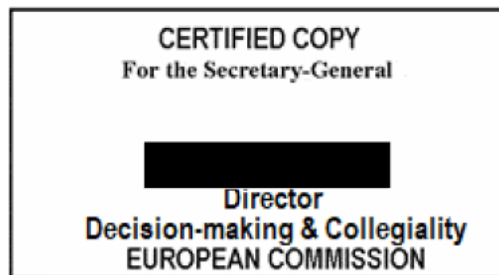 CERTIFIED COPY
For the Secretary-General
Director
Decision-making & Collegiality
EUROPEAN COMMISSION